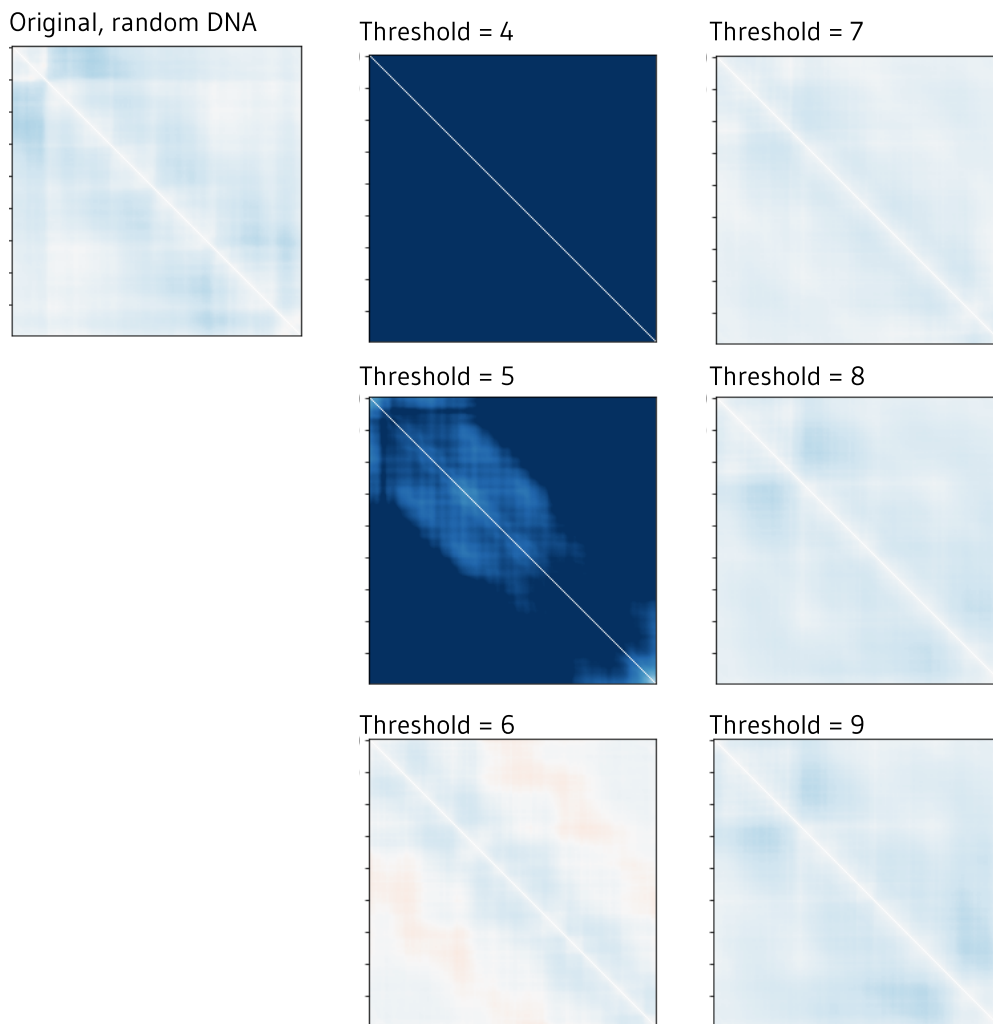 Original, random DNA
Threshold = 4
Threshold = 7
Threshold = 5
Threshold = 8
Threshold = 6
Threshold = 9